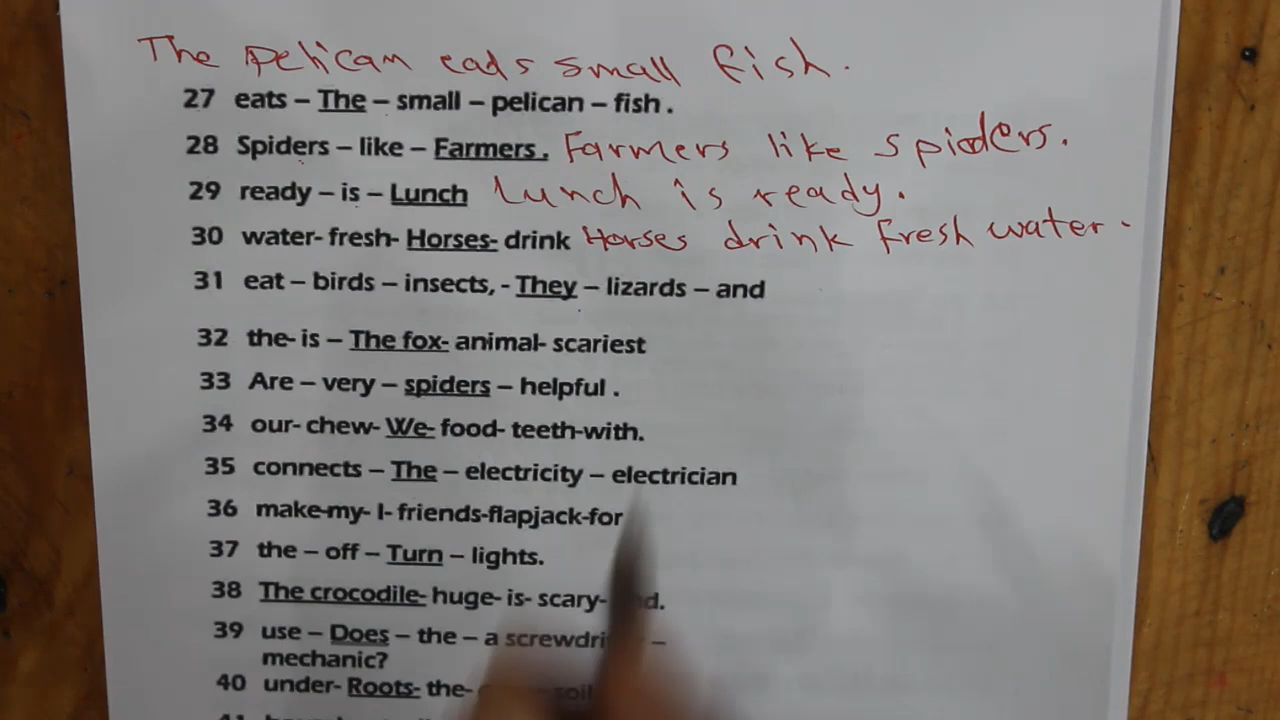 The Pelican eads small fish.
27 eats – The – small – pelican – fish .
28 Spiders – like – Farmers. Farmers like spiders.
29 ready – is – Lunch Lunch is ready.
30 water- fresh- Horses- drink Horses drink fresh water.
31 eat – birds – insects, - They – lizards – and
32 the- is – The fox- animal- scariest
33 Are – very – spiders – helpful .
34 our- chew- We- food- teeth-with.
35 connects – The – electricity – electrician
36 make-my- I- friends-flapjack-for
37 the – off – Turn – lights.
38 The crocodile- huge- is- scary-
39 use – Does – the – a –
mechanic?
40 under- Roots- the- soil